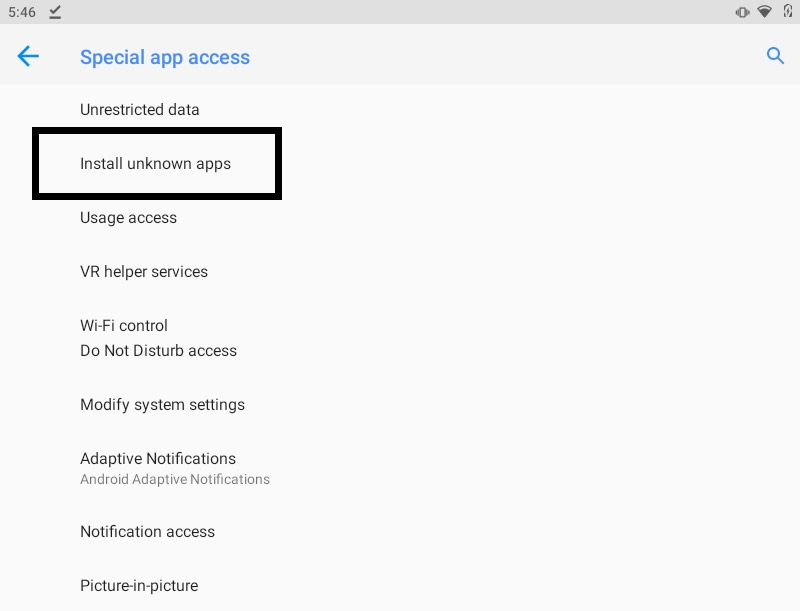 5:46
Special app access
Unrestricted data
Install unknown apps
Usage access
VR helper services
Wi-Fi control
Do Not Disturb access
Modify system settings
Adaptive Notifications
Android Adaptive Notifications
Notification access
Picture-in-picture